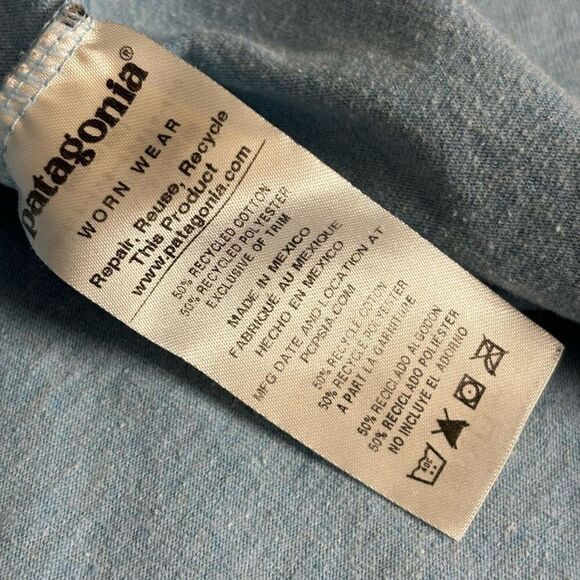 patagonia®
WORN WEAR
Repair, Reuse, Recycle
This Product
www.patagonia.com
50% RECYCLED COTTON
50% RECYCLED POLYESTER
EXCLUSIVE OF TRIM
MADE IN MEXICO
FABRIQUÉ AU MEXIQUE
HECHO EN MÉXICO
MFG DATE AND LOCATION AT
PCPSIA.COM
50% RECYCLÉ COTON
50% RECYCLÉ POLYESTER
À PART LA GARNITURE
50% RECICLADO ALGODON
50% RECICLADO POLIÉSTER
NO INCLUYE EL ADORNO